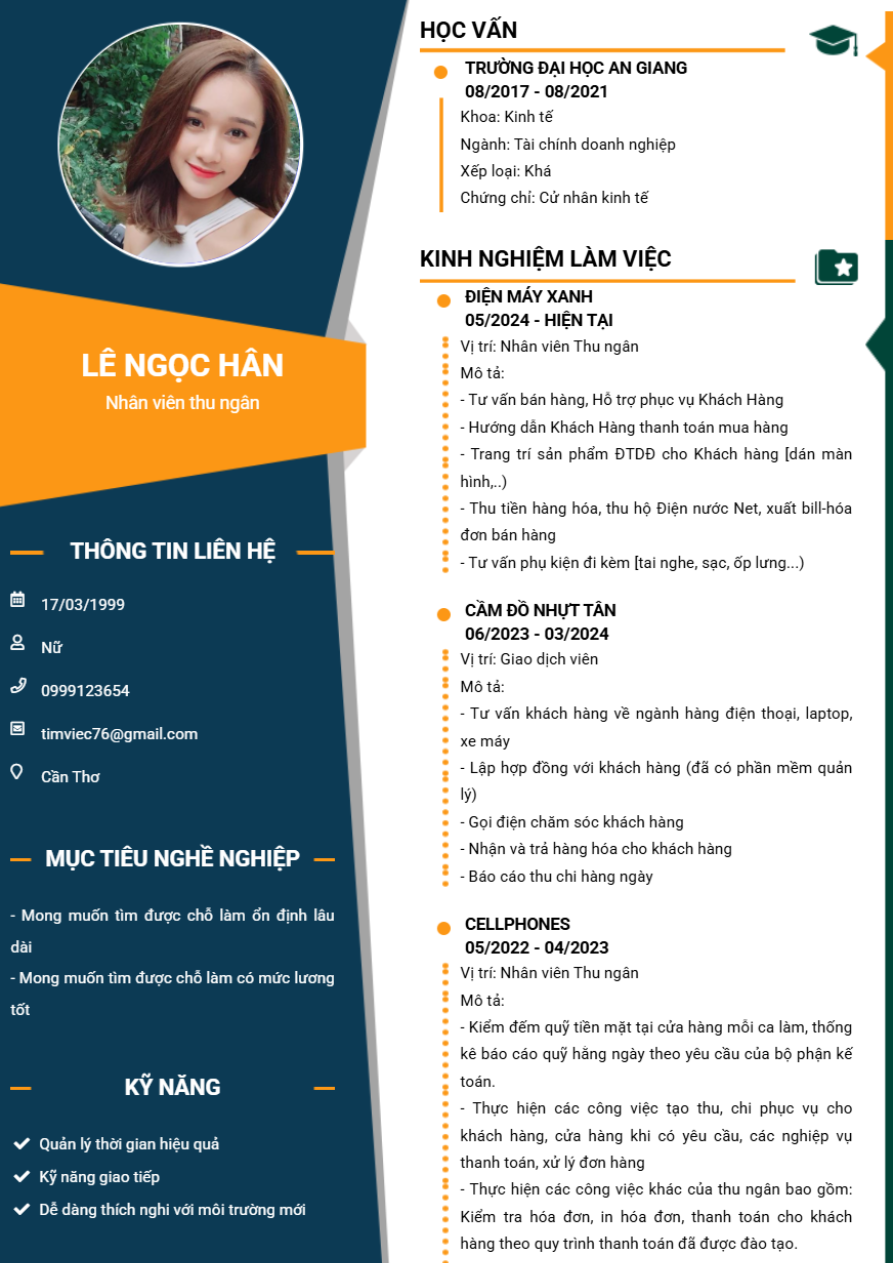 LÊ NGỌC HÂN
Nhân viên thu ngân
THÔNG TIN LIÊN HỆ
17/03/1999
Nữ
0999123654
timviec76@gmail.com
Cần Thơ
MỤC TIÊU NGHỀ NGHIỆP
- Mong muốn tìm được chỗ làm ổn định lâu
dài
- Mong muốn tìm được chỗ làm có mức lương
tốt
KỸ NĂNG
Quản lý thời gian hiệu quả
Kỹ năng giao tiếp
Dễ dàng thích nghi với môi trường mới
HỌC VẤN
TRƯỜNG ĐẠI HỌC AN GIANG
08/2017 - 08/2021
Khoa: Kinh tế
Ngành: Tài chính doanh nghiệp
Xếp loại: Khá
Chứng chỉ: Cử nhân kinh tế
KINH NGHIỆM LÀM VIỆC
ĐIỆN MÁY XANH
05/2024 - HIỆN TẠI
Vị trí: Nhân viên Thu ngân
Mô tả:
- Tư vấn bán hàng, Hỗ trợ phục vụ Khách Hàng
- Hướng dẫn Khách Hàng thanh toán mua hàng
- Trang trí sản phẩm ĐTDĐ cho Khách hàng [dán màn
hình,..)
- Thu tiền hàng hóa, thu hộ Điện nước Net, xuất bill-hóa
đơn bán hàng
- Tư vấn phụ kiện đi kèm [tai nghe, sạc, ốp lưng...)
CẦM ĐỒ NHỰT TÂN
06/2023 - 03/2024
Vị trí: Giao dịch viên
Mô tả:
- Tư vấn khách hàng về ngành hàng điện thoại, laptop,
xe máy
- Lập hợp đồng với khách hàng (đã có phần mềm quản
lý)
- Gọi điện chăm sóc khách hàng
- Nhận và trả hàng hóa cho khách hàng
- Báo cáo thu chi hàng ngày
CELLPHONES
05/2022 - 04/2023
Vị trí: Nhân viên Thu ngân
Mô tả:
- Kiểm đếm quỹ tiền mặt tại cửa hàng mỗi ca làm, thống
kê báo cáo quỹ hằng ngày theo yêu cầu của bộ phận kế
toán.
- Thực hiện các công việc tạo thu, chi phục vụ cho
khách hàng, cửa hàng khi có yêu cầu, các nghiệp vụ
thanh toán, xử lý đơn hàng
- Thực hiện các công việc khác của thu ngân bao gồm:
Kiểm tra hóa đơn, in hóa đơn, thanh toán cho khách
hàng theo quy trình thanh toán đã được đào tạo.